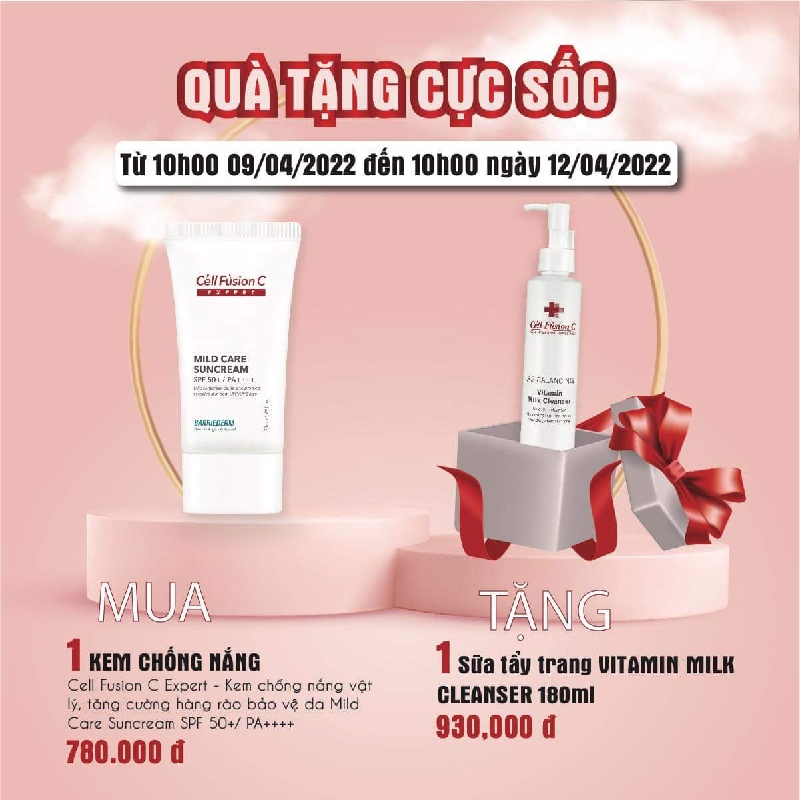 QUÀ TẶNG CỰC SỐC
Từ 10h00 09/04/2022 đến 10h00 ngày 12/04/2022
Cell Fusion C
EXPERT
MILD CARE
SUNCREAM
SPF 50+/ PA++++
BARRIEDERM
Cell Fusion C
Vitamin
Milk Cleanser
MUA
1 KEM CHỐNG NẮNG
Cell Fusion C Expert - Kem chống nắng vật
lý, tăng cường hàng rào bảo vệ da Mild
Care Suncream SPF 50+/ PA++++
780.000 đ
TẶNG
1 Sữa tẩy trang VITAMIN MILK
CLEANSER 180ml
930,000 đ